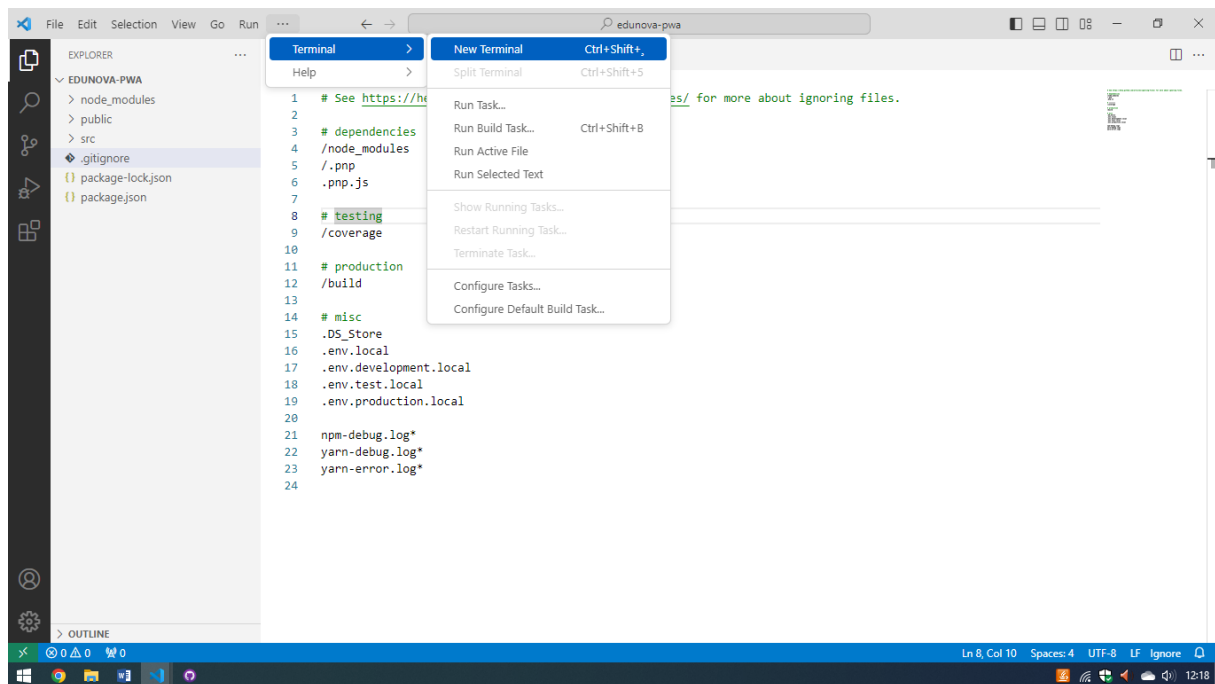 File Edit Selection View Go Run ···
edunova-pwa
EXPLORER
EDUNOVA-PWA
node_modules
public
src
.gitignore
{} package-lock.json
{} package.json
OUTLINE
Terminal
Help
New Terminal Ctrl+Shift+¸
Split Terminal Ctrl+Shift+5
Run Task...
Run Build Task... Ctrl+Shift+B
Run Active File
Run Selected Text
Show Running Tasks...
Restart Running Task...
Terminate Task...
Configure Tasks...
Configure Default Build Task...
1 # See https://he es/ for more about ignoring files.
2
3 # dependencies
4 /node_modules
5 /.pnp
6 .pnp.js
7
8 # testing
9 /coverage
10
11 # production
12 /build
13
14 # misc
15 .DS_Store
16 .env.local
17 .env.development.local
18 .env.test.local
19 .env.production.local
20
21 npm-debug.log*
22 yarn-debug.log*
23 yarn-error.log*
24
0 0 0
Ln 8, Col 10 Spaces: 4 UTF-8 LF Ignore
12:18